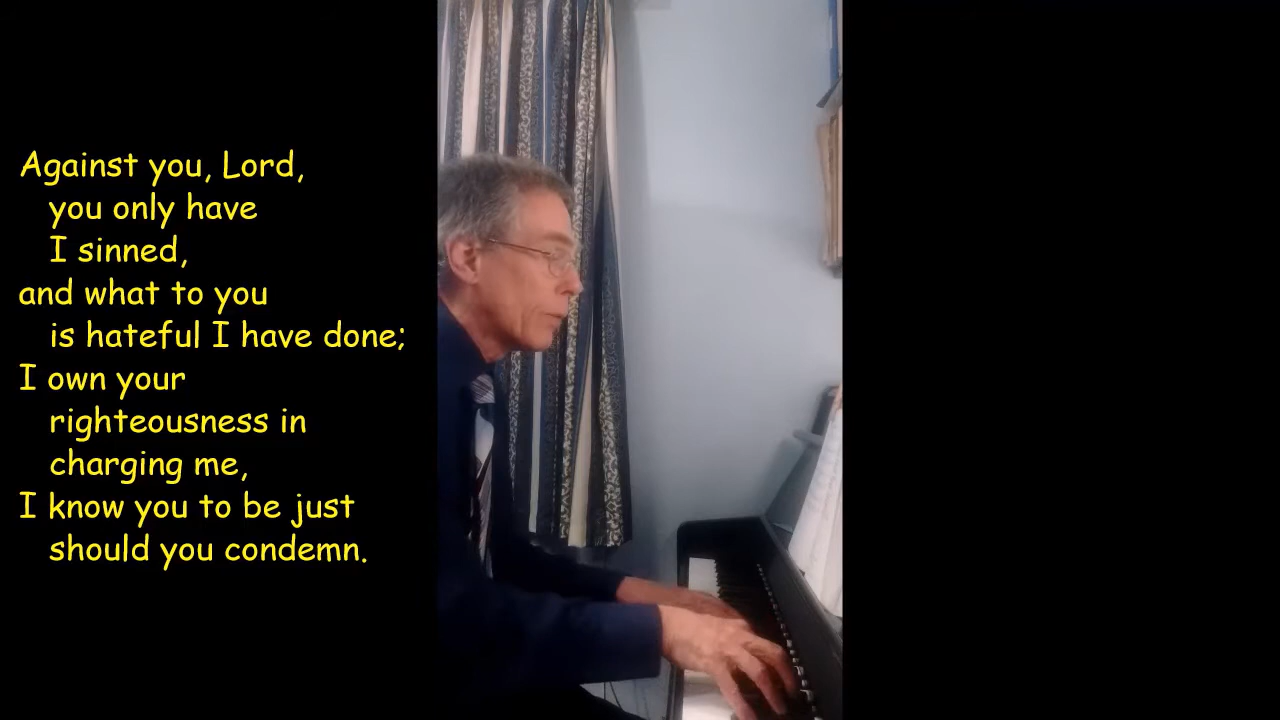 Against you, Lord,
you only have
I sinned,
and what to you
is hateful I have done;
I own your
righteousness in
charging me,
I know you to be just
should you condemn.